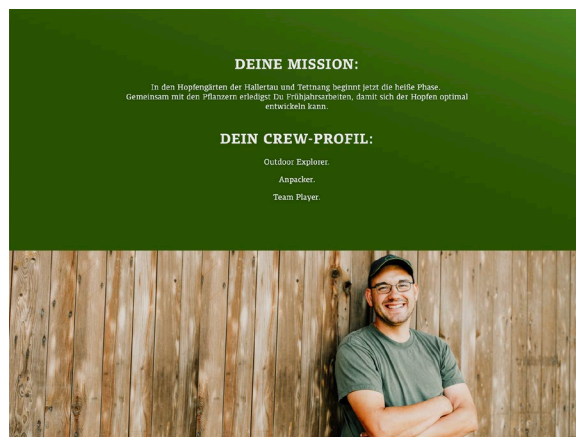 DEINE MISSION:
In den Hopfengärten der Hallertau und Tettnang beginnt jetzt die heiße Phase.
Gemeinsam mit den Pflanzern erledigst Du Frühjahrsarbeiten, damit sich der Hopfen optimal
entwickeln kann.
DEIN CREW-PROFIL:
Outdoor Explorer.
Anpacker.
Team Player.